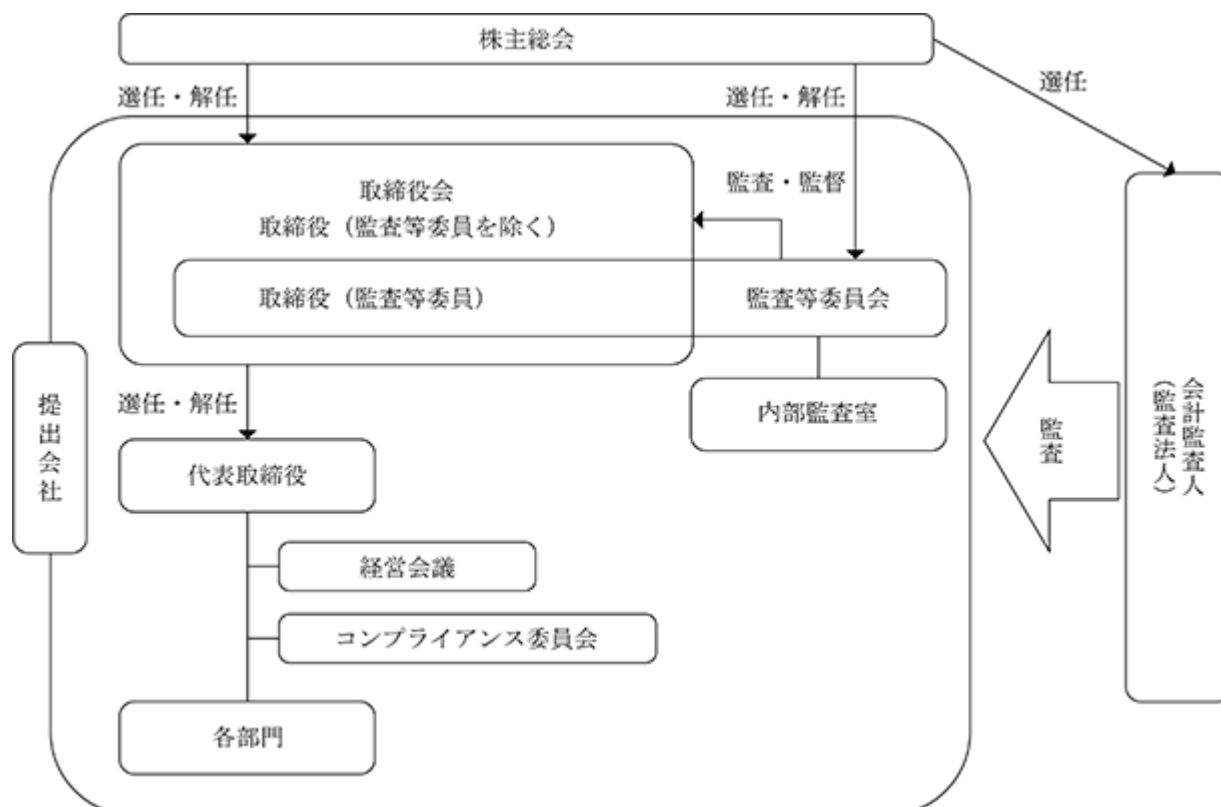 株主総会
選任・解任
選任・解任
選任
取締役会
取締役（監査等委員を除く）
監査・監督
取締役（監査等委員）
監査等委員会
提出会社
選任・解任
内部監査室
代表取締役
経営会議
コンプライアンス委員会
各部門
監査
会計監査人
（監査法人）